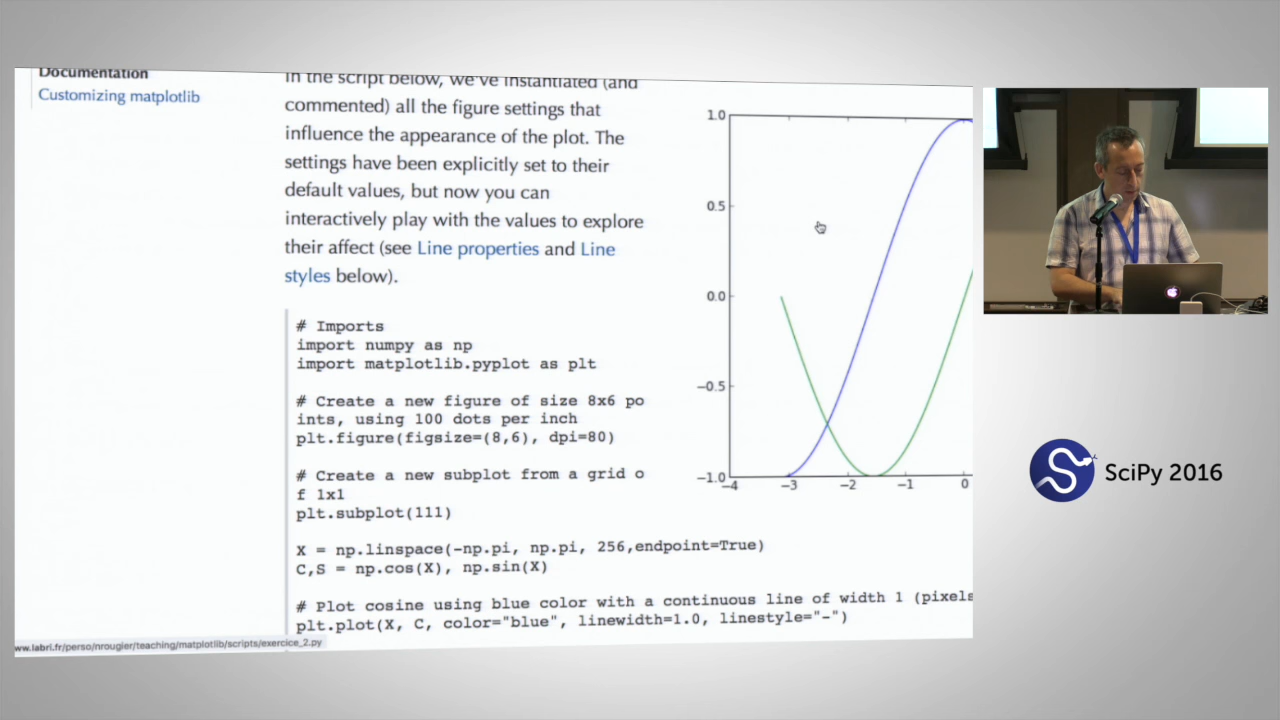 Documentation
Customizing matplotlib
in the script below, we've instantiated (and
commented) all the figure settings that
influence the appearance of the plot. The
settings have been explicitly set to their
default values, but now you can
interactively play with the values to explore
their affect (see Line properties and Line
styles below).
# Imports
import numpy as np
import matplotlib.pyplot as plt
# Create a new figure of size 8x6 po
ints, using 100 dots per inch
plt.figure(figsize=(8,6), dpi=80)
# Create a new subplot from a grid o
f 1x1
plt.subplot(111)
X = np.linspace(-np.pi, np.pi, 256,endpoint=True)
C,S = np.cos(X), np.sin(X)
# Plot cosine using blue color with a continuous line of width 1 (pixels
plt.plot(X, C, color="blue", linewidth=1.0, linestyle="-")
ww.labri.fr/perso/nrougier/teaching/matplotlib/scripts/exercice_2.py
1.0
0.5
0.0
−0.5
−1.0
−4 −3 −2 −1 0
SciPy 2016